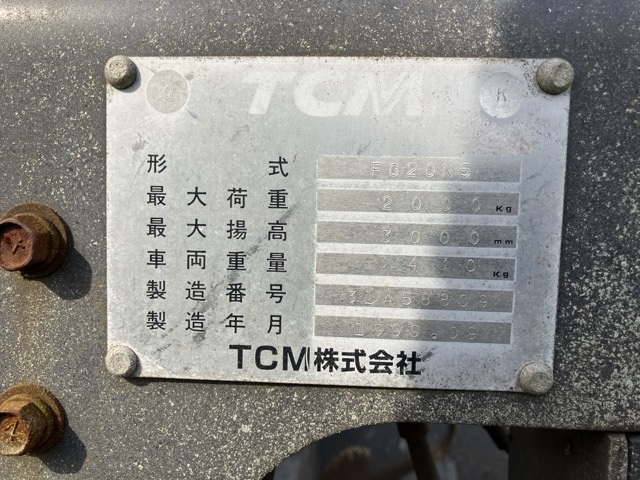 C TCM K
形式 FG20N5
最大荷重 2000 Kg
最大揚高 3000 mm
車両重量 Kg
製造番号
製造年月
TCM株式会社